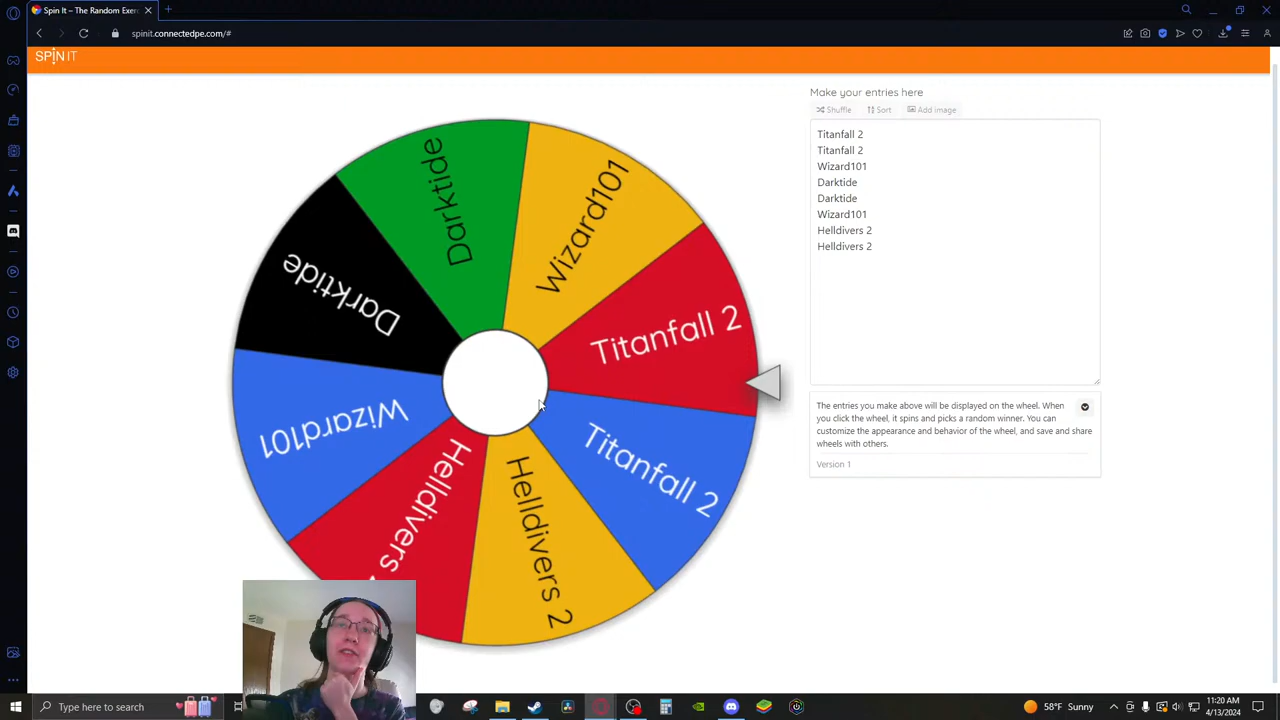 Spin It – The Random Exer
spinit.connectedpe.com/#
SPIN IT
Make your entries here
Shuffle
Sort
Add image
Titanfall 2
Titanfall 2
Wizard101
Darktide
Darktide
Wizard101
Helldivers 2
Helldivers 2
Darktide
Wizard101
Titanfall 2
Titanfall 2
Helldivers 2
Helldivers
Wizard101
Darktide
The entries you make above will be displayed on the wheel. When
you click the wheel, it spins and picks a random winner. You can
customize the appearance and behavior of the wheel, and save and share
wheels with others.
Version 1
Type here to search
58°F Sunny
11:20 AM
4/13/2024